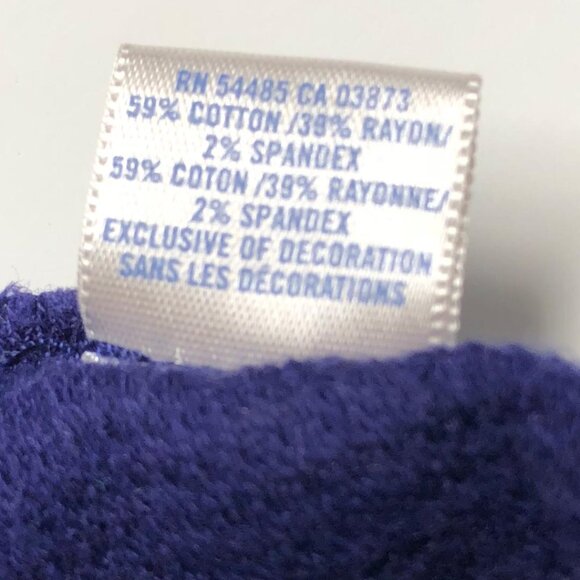 RN 54485 CA 03873
59% COTTON /39% RAYON/
2% SPANDEX
59% COTON /39% RAYONNE/
2% SPANDEX
EXCLUSIVE OF DECORATION
SANS LES DÉCORATIONS